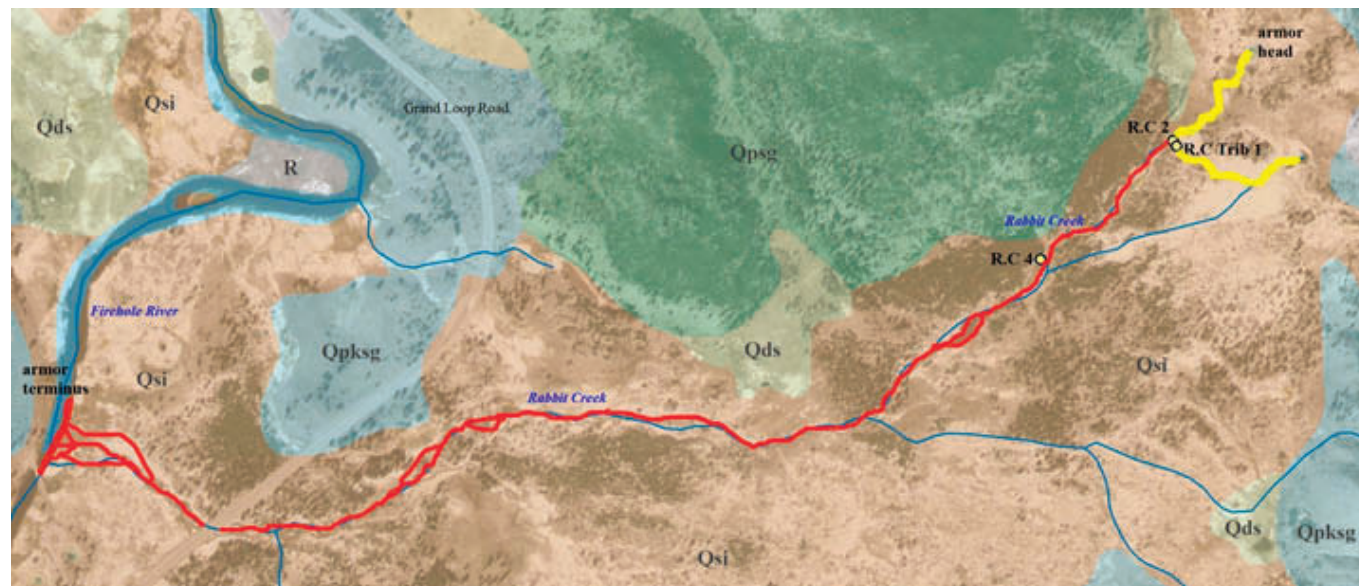 armor
head
Qsi
Grand Loop Road
Qds
R.C 2
R.C Trib 1
Qpsg
R
Rabbit Creek
R.C 4
Firehole River
Qpksg
Qds
armor
terminus
Qsi
Qsi
Rabbit Creek
Qds
Qpksg
Qsi